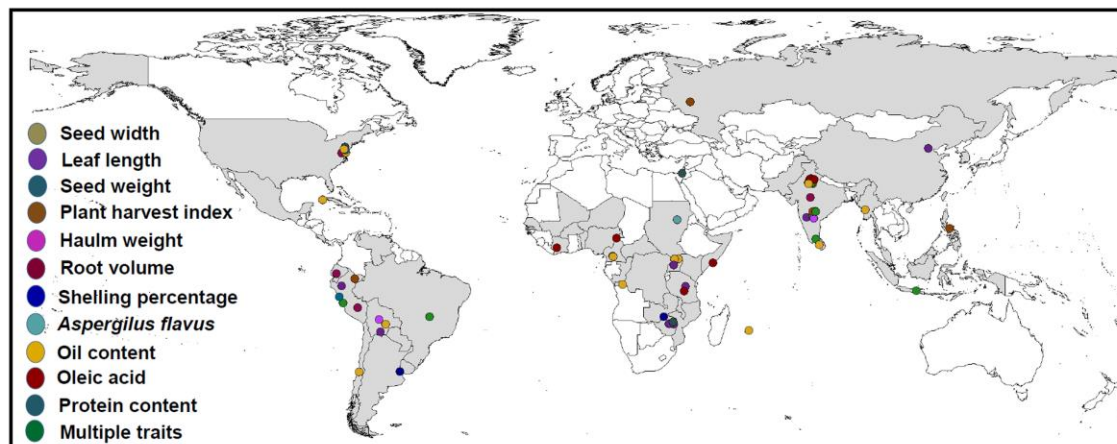 Seed width
Leaf length
Seed weight
Plant harvest index
Haulm weight
Root volume
Shelling percentage
Aspergilus flavus
Oil content
Oleic acid
Protein content
Multiple traits